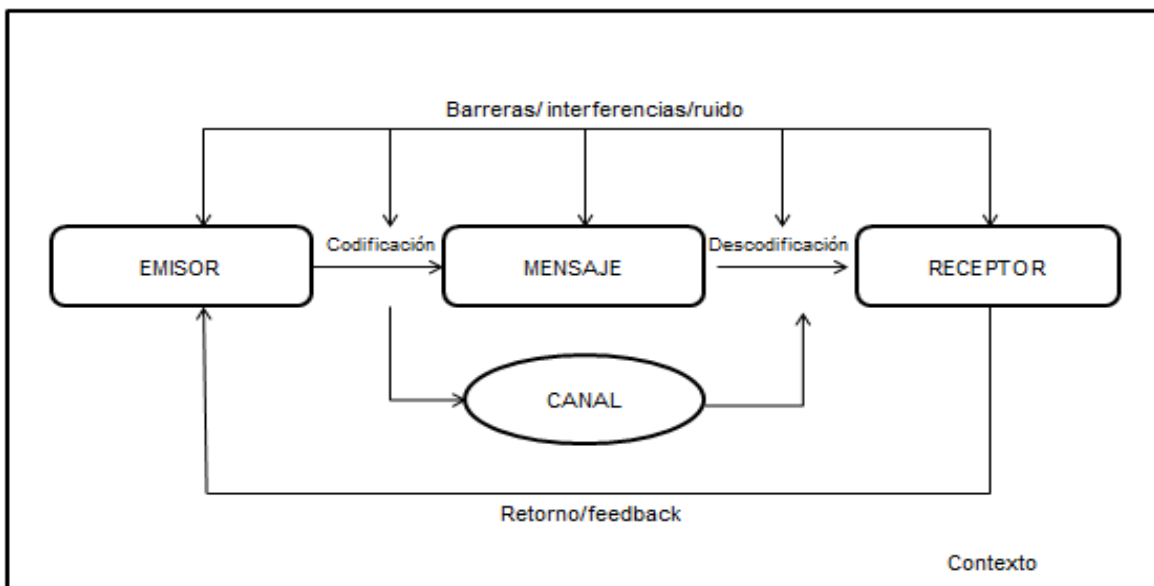 Barreras/ interferencias/ruido
Codificación
Descodificación
EMISOR
MENSAJE
RECEPTOR
CANAL
Retorno/feedback
Contexto